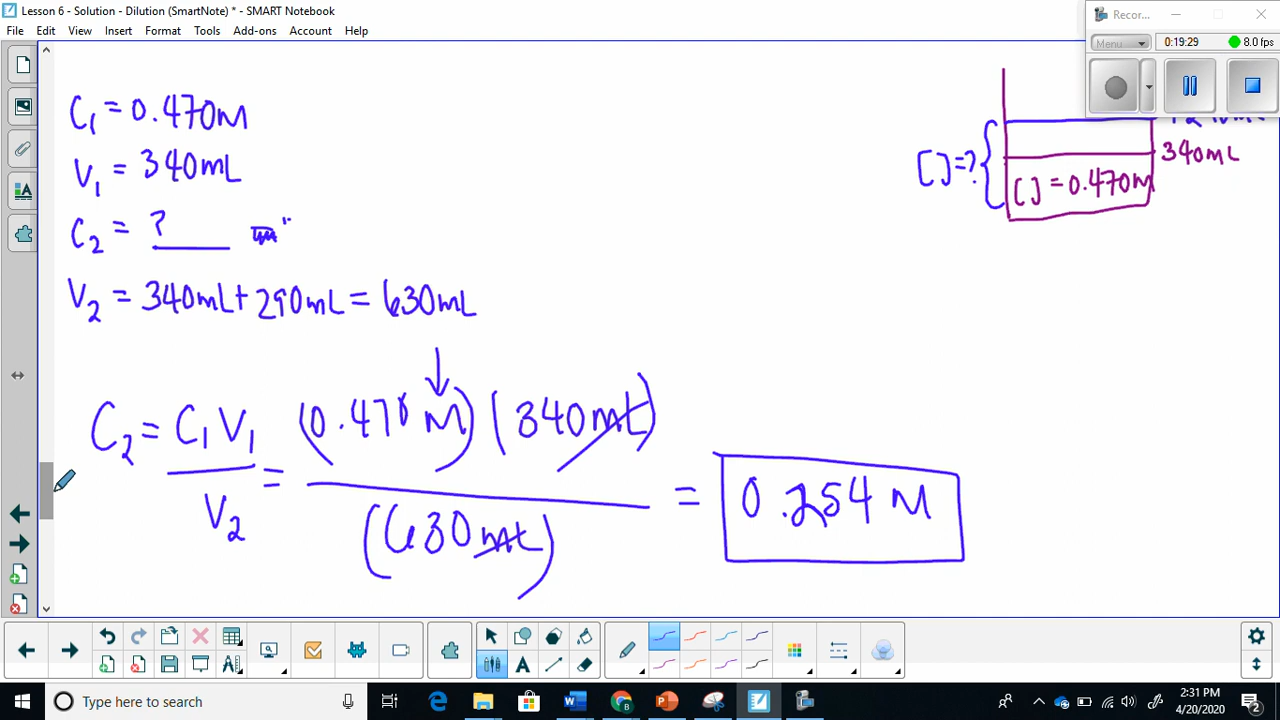 Lesson 6 - Solution - Dilution (SmartNote) * - SMART Notebook
File Edit View Insert Format Tools Add-ons Account Help
Recor...
Menu
0:19:29
8.0 fps
C₁ = 0.470M
V₁ = 340mL
C₂ = ?
V₂ = 340mL + 290mL = 630mL
340mL
[ ]=?
[ ] = 0.470M
C₂ = C₁V₁ / V₂ = (0.470 M)(340mL) / (630mL) = 0.254 M
Type here to search
2:31 PM
4/20/2020
2